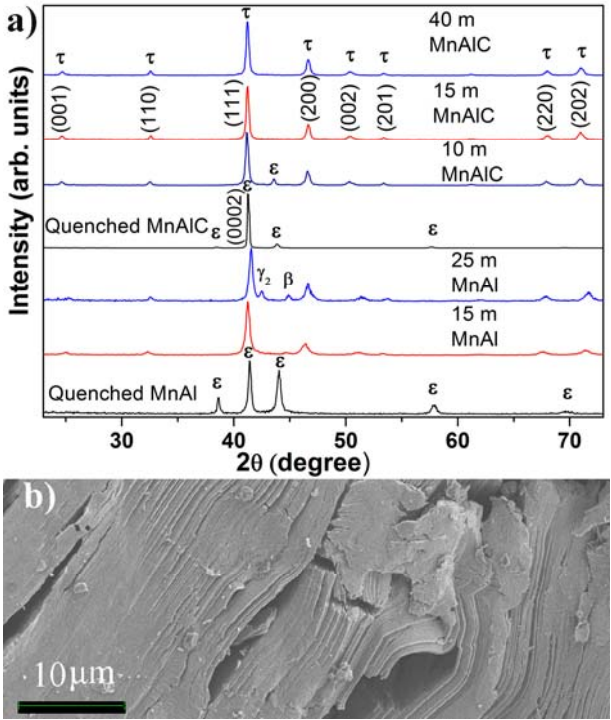 a)
Intensity (arb. units)
τ τ τ τ τ τ τ τ
40 m
MnAlC
(001) (110) (111) (200) (002) (201) (220) (202)
15 m
MnAlC
10 m
MnAlC
ε ε
Quenched MnAlC ε (0002) ε ε
25 m
MnAl
γ2 β
15 m
MnAl
Quenched MnAl ε ε ε ε ε
30 40 50 60 70
2θ (degree)
b)
10μm